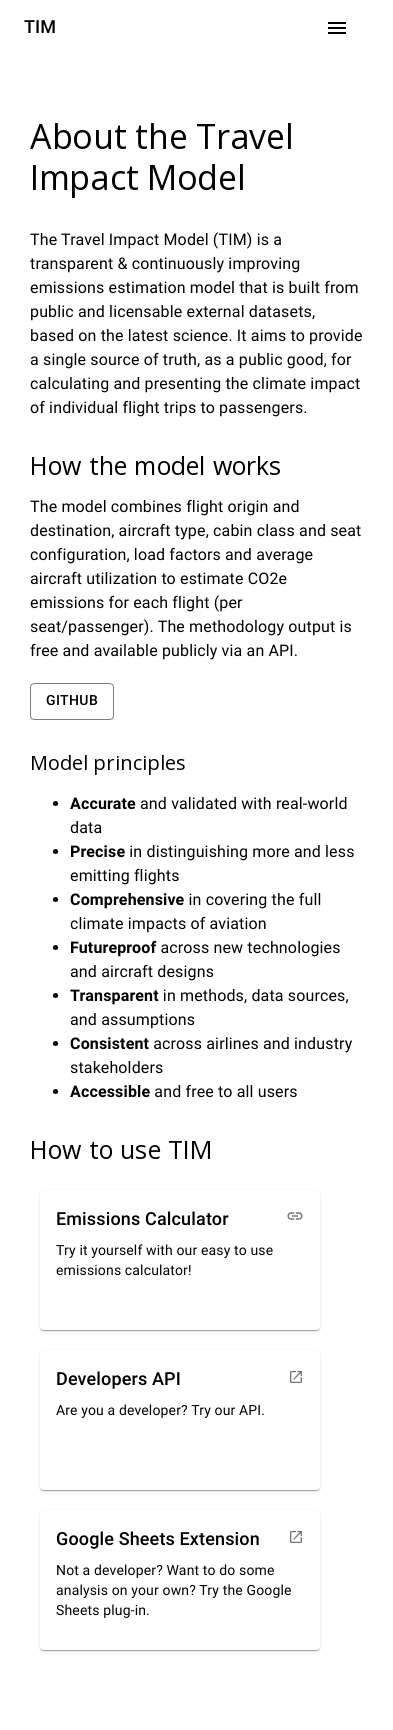 TIM
About the Travel
Impact Model
The Travel Impact Model (TIM) is a
transparent & continuously improving
emissions estimation model that is built from
public and licensable external datasets,
based on the latest science. It aims to provide
a single source of truth, as a public good, for
calculating and presenting the climate impact
of individual flight trips to passengers.
How the model works
The model combines flight origin and
destination, aircraft type, cabin class and seat
configuration, load factors and average
aircraft utilization to estimate CO2e
emissions for each flight (per
seat/passenger). The methodology output is
free and available publicly via an API.
GITHUB
Model principles
• Accurate and validated with real-world
data
• Precise in distinguishing more and less
emitting flights
• Comprehensive in covering the full
climate impacts of aviation
• Futureproof across new technologies
and aircraft designs
• Transparent in methods, data sources,
and assumptions
• Consistent across airlines and industry
stakeholders
• Accessible and free to all users
How to use TIM
Emissions Calculator
Try it yourself with our easy to use
emissions calculator!
Developers API
Are you a developer? Try our API.
Google Sheets Extension
Not a developer? Want to do some
analysis on your own? Try the Google
Sheets plug-in.